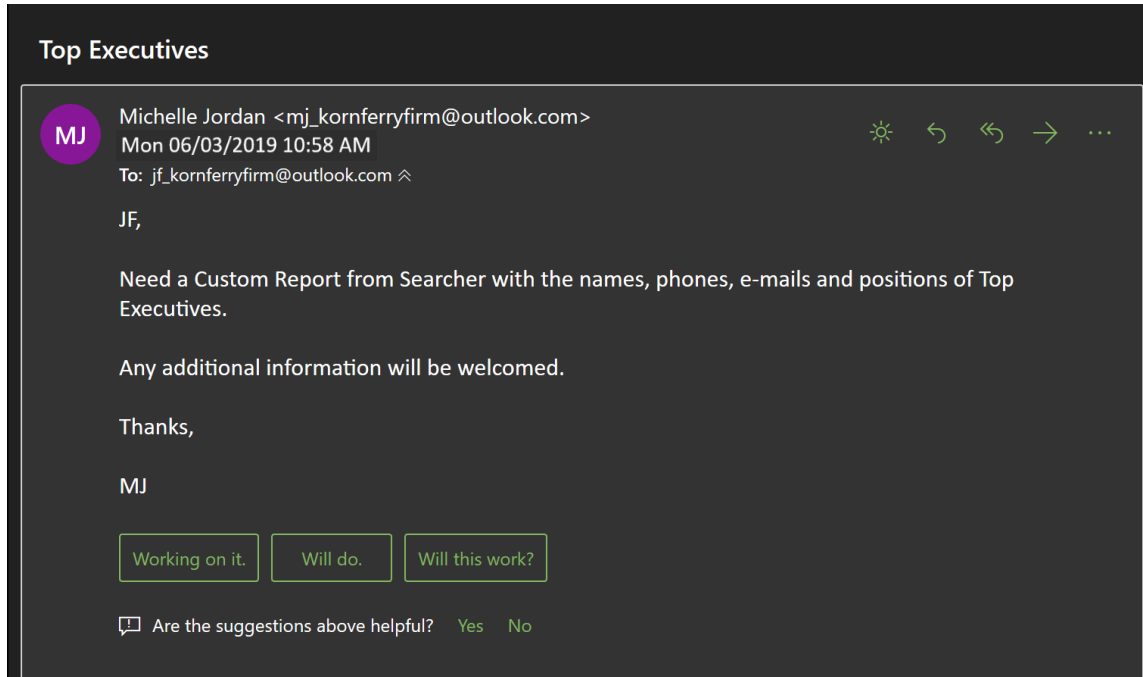 Top Executives
MJ
Michelle Jordan <mj_kornferryfirm@outlook.com>
Mon 06/03/2019 10:58 AM
To: jf_kornferryfirm@outlook.com
JF,
Need a Custom Report from Searcher with the names, phones, e-mails and positions of Top
Executives.
Any additional information will be welcomed.
Thanks,
MJ
Working on it. Will do. Will this work?
Are the suggestions above helpful? Yes No